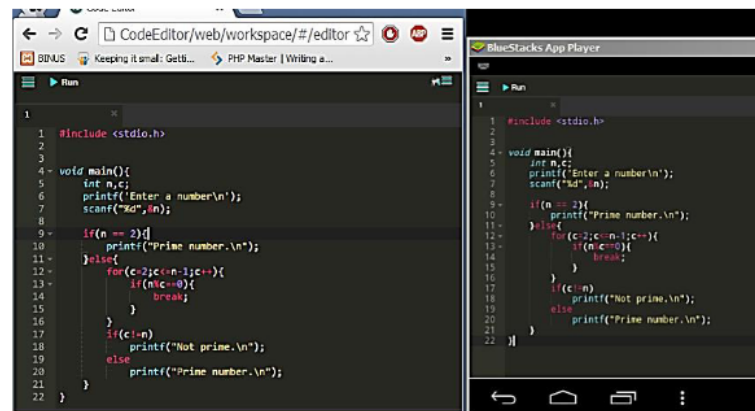 CodeEditor/web/workspace/#/editor
ABP
BINUS Keeping it small: Getti... PHP Master | Writing a... »
Run
1 ×
1 #include <stdio.h>
2
3
4 void main(){
5 int n,c;
6 printf('Enter a number\n');
7 scanf("%d",&n);
8
9 if(n == 2){
10 printf("Prime number.\n");
11 }else{
12 for(c=2;c<=n-1;c++){
13 if(n%c==0){
14 break;
15 }
16 }
17 if(c!=n)
18 printf("Not prime.\n");
19 else
20 printf("Prime number.\n");
21 }
22 }
BlueStacks App Player
Run
1 ×
1 #include <stdio.h>
2
3
4 void main(){
5 int n,c;
6 printf('Enter a number\n');
7 scanf("%d",&n);
8
9 if(n == 2){
10 printf("Prime number.\n");
11 }else{
12 for(c=2;c<=n-1;c++){
13 if(n%c==0){
14 break;
15 }
16 }
17 if(c!=n)
18 printf("Not prime.\n");
19 else
20 printf("Prime number.\n");
21 }
22 }